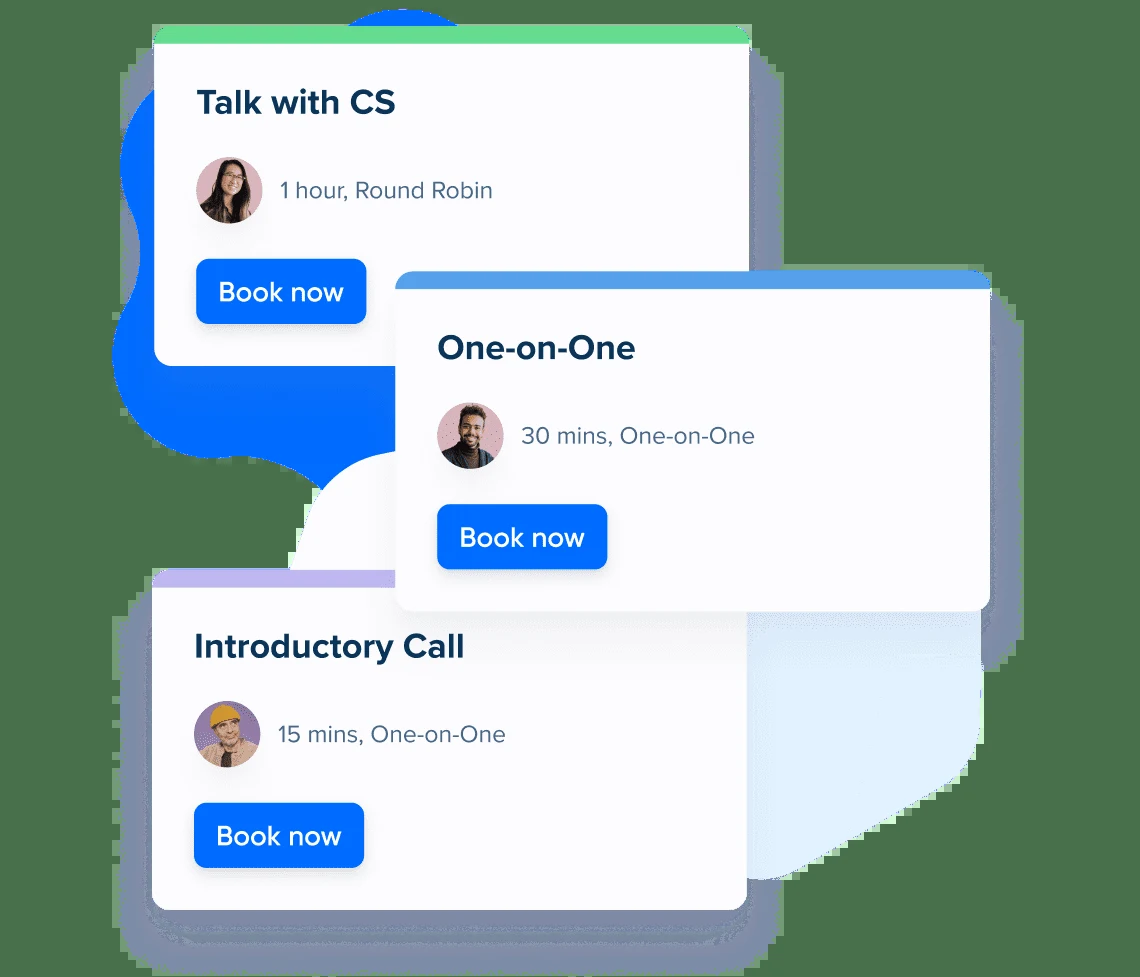 Talk with CS
1 hour, Round Robin
Book now
One-on-One
30 mins, One-on-One
Book now
Introductory Call
15 mins, One-on-One
Book now